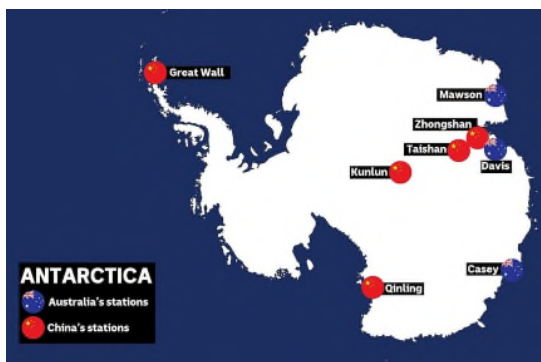 Great Wall
Mawson
Zhongshan
Taishan
Davis
Kunlun
Casey
Qinling
ANTARCTICA
Australia's stations
China's stations